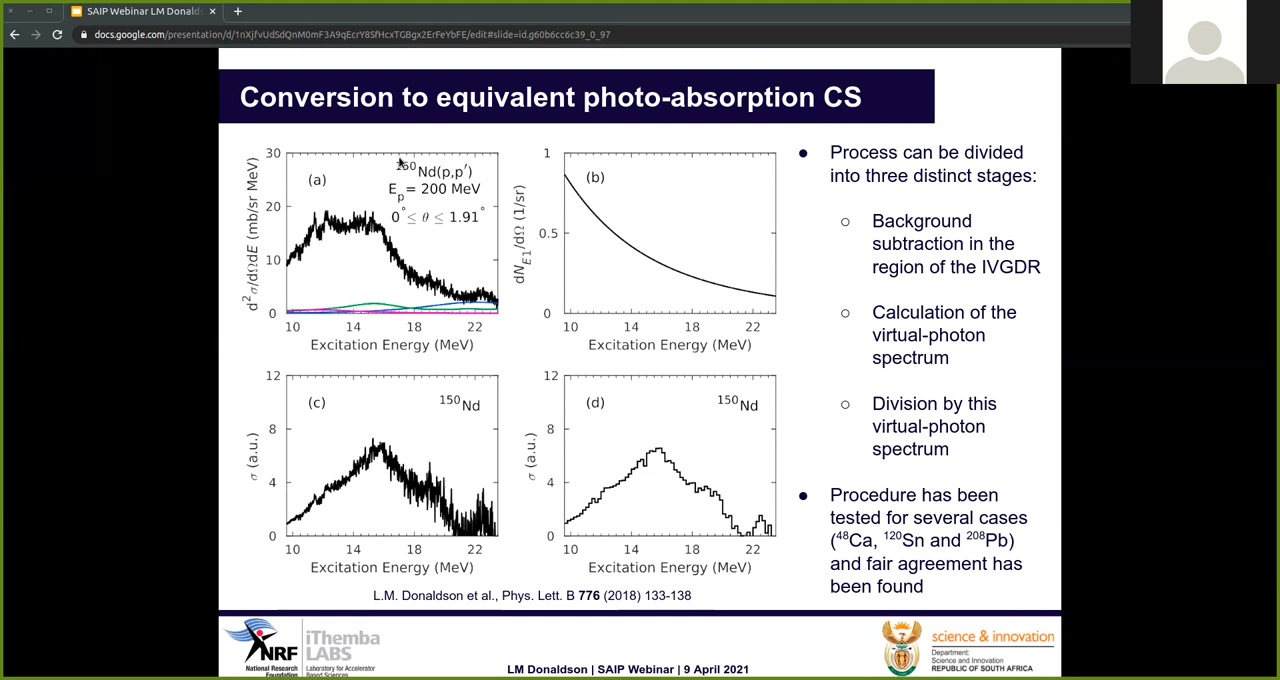 SAIP Webinar LM Donalds
docs.google.com/presentation/d/1nXjfvUdSdQnM0mF3A9qEcrY8SfHcxTGBgx2ErFeYbFE/edit#slide=id.g60b6cc6c39_0_97
Conversion to equivalent photo-absorption CS
30
20
10
0
d²σ/dΩdE (mb/sr MeV)
(a)
¹⁵⁰Nd(p,p′)
Eₚ = 200 MeV
0° ≤ θ ≤ 1.91°
10 14 18 22
Excitation Energy (MeV)
1
0.5
0
dN_E1/dΩ (1/sr)
(b)
10 14 18 22
Excitation Energy (MeV)
12
8
4
0
σ (a.u.)
(c)
¹⁵⁰Nd
10 14 18 22
Excitation Energy (MeV)
12
8
4
0
σ (a.u.)
(d)
¹⁵⁰Nd
10 14 18 22
Excitation Energy (MeV)
L.M. Donaldson et al., Phys. Lett. B 776 (2018) 133-138
● Process can be divided
into three distinct stages:
○ Background
subtraction in the
region of the IVGDR
○ Calculation of the
virtual-photon
spectrum
○ Division by this
virtual-photon
spectrum
● Procedure has been
tested for several cases
(⁴⁸Ca, ¹²⁰Sn and ²⁰⁸Pb)
and fair agreement has
been found
NRF
National Research
Foundation
iThemba
LABS
Laboratory for Accelerator
Based Sciences
LM Donaldson | SAIP Webinar | 9 April 2021
science & innovation
Department:
Science and Innovation
REPUBLIC OF SOUTH AFRICA